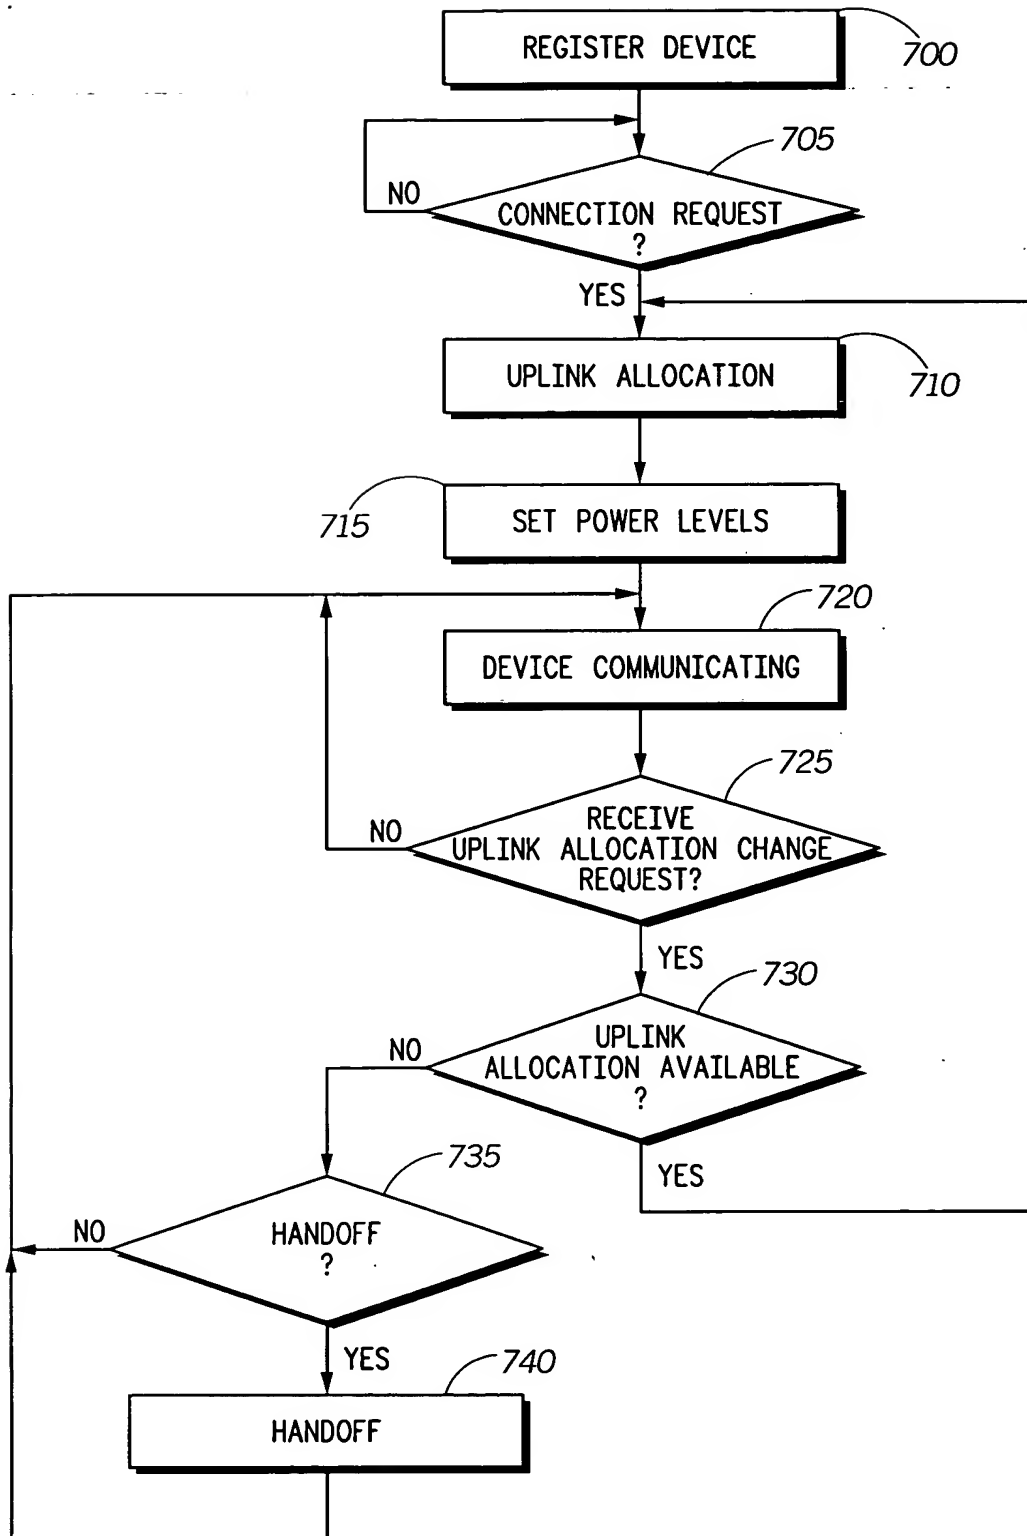 REGISTER DEVICE
700
705
NO
CONNECTION REQUEST
?
YES
UPLINK ALLOCATION
710
715
SET POWER LEVELS
720
DEVICE COMMUNICATING
725
NO
RECEIVE
UPLINK ALLOCATION CHANGE
REQUEST?
YES
730
NO
UPLINK
ALLOCATION AVAILABLE
?
YES
735
NO
HANDOFF
?
YES
740
HANDOFF